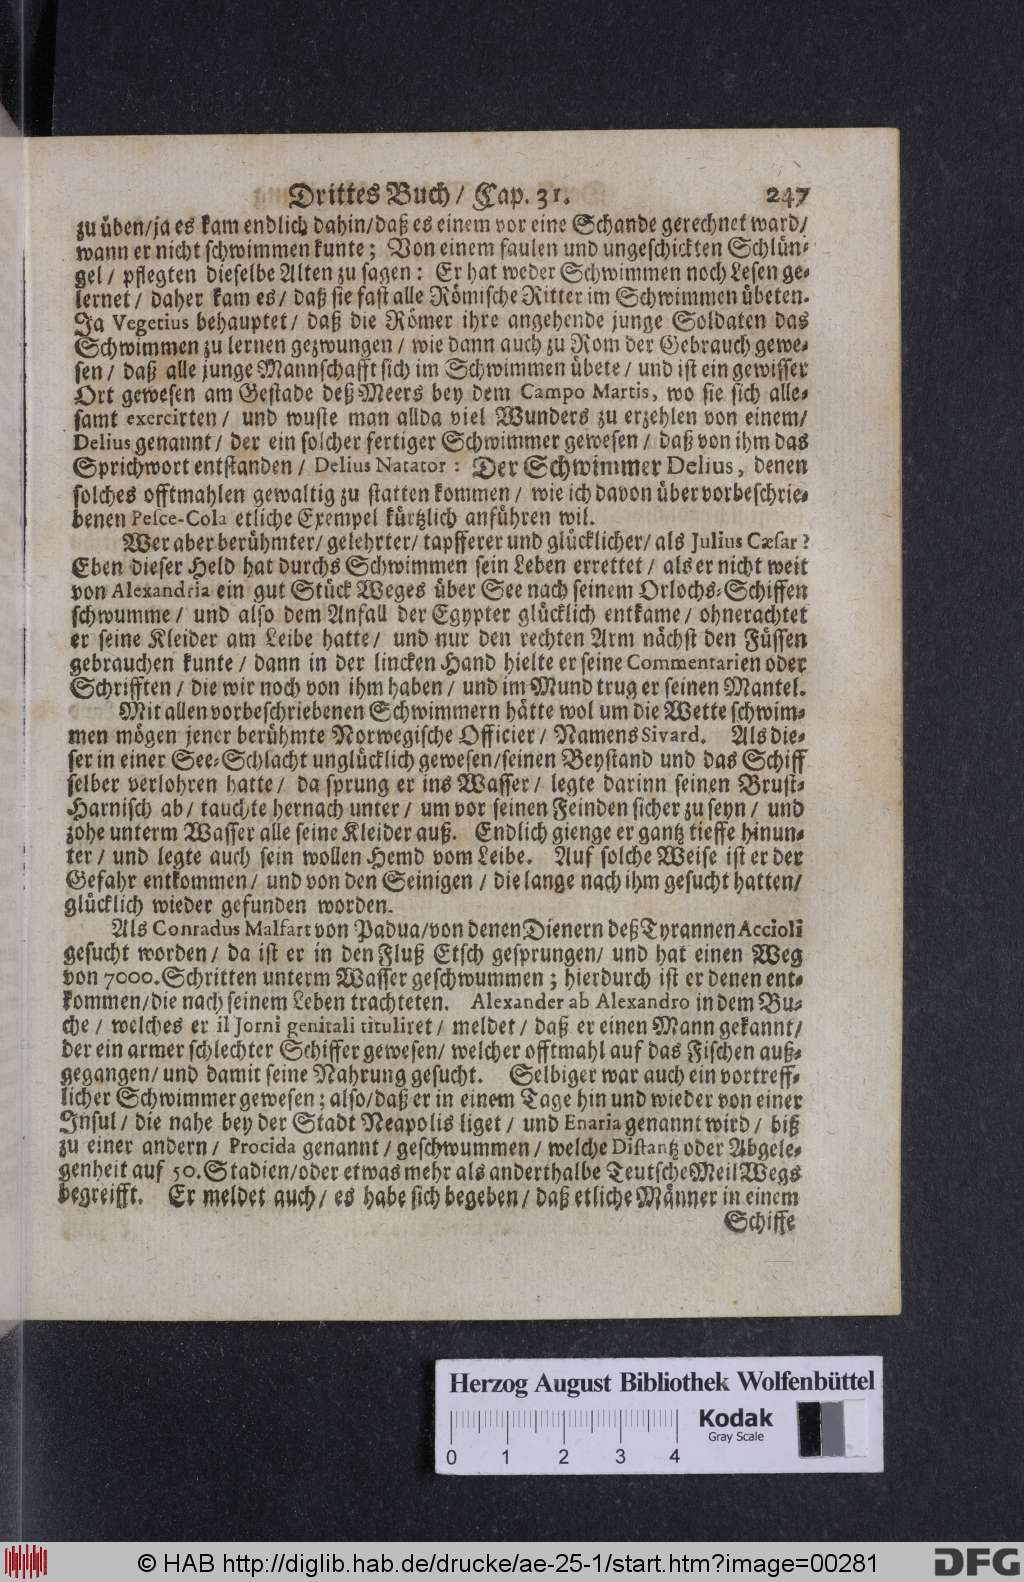 Drittes Buch / Cap. 31. 247
zu üben/ja es kam endlich dahin/daß es einem vor eine Schande gerechnet ward/
wann er nicht schwimmen kunte; Von einem faulen und ungeschickten Schlün-
gel / pflegten dieselbe Alten zu sagen: Er hat weder Schwimmen noch Lesen ge-
lernet / daher kam es / daß sie fast alle Römische Ritter im Schwimmen übeten.
Ja Vegetius behauptet / daß die Römer ihre angehende junge Soldaten das
Schwimmen zu lernen gezwungen / wie dann auch zu Rom der Gebrauch gewe-
sen / daß alle junge Mannschafft sich im Schwimmen übete / und ist ein gewisser
Ort gewesen am Gestade deß Meers bey dem Campo Martis, wo sie sich alle-
samt exercirten / und wuste man allda viel Wunders zu erzehlen von einem/
Delius genannt / der ein solcher fertiger Schwimmer gewesen / daß von ihm das
Sprichwort entstanden / Delius Natator: Der Schwimmer Delius, denen
solches offtmahlen gewaltig zu statten kommen / wie ich davon über vorbeschrie-
benen Pesce-Cola etliche Exempel kürtzlich anführen wil.
Wer aber berühmter/ gelehrter/ tapfferer und glücklicher/ als Julius Cæsar?
Eben dieser Held hat durchs Schwimmen sein Leben errettet / als er nicht weit
von Alexandria ein gut Stück Weges über See nach seinem Orlochs-Schiffen
schwumme / und also dem Anfall der Egypter glücklich entkame / ohnerachtet
er seine Kleider am Leibe hatte / und nur den rechten Arm nächst den Füssen
gebrauchen kunte / dann in der lincken Hand hielte er seine Commentarien oder
Schrifften / die wir noch von ihm haben / und im Mund trug er seinen Mantel.
Mit allen vorbeschriebenen Schwimmern hätte wol um die Wette schwim-
men mögen jener berühmte Norwegische Officier / Namens Sivard. Als die-
ser in einer See-Schlacht unglücklich gewesen/seinen Beystand und das Schiff
selber verlohren hatte / da sprung er ins Wasser / legte darinn seinen Brust-
Harnisch ab / tauchte hernach unter / um vor seinen Feinden sicher zu seyn / und
zohe unterm Wasser alle seine Kleider auß. Endlich gienge er gantz tieffe hinun-
ter / und legte auch sein wollen Hemd vom Leibe. Auf solche Weise ist er der
Gefahr entkommen / und von den Seinigen / die lange nach ihm gesucht hatten/
glücklich wieder gefunden worden.
Als Conradus Malfart von Padua/von denen Dienern deß Tyrannen Accioli
gesucht worden / da ist er in den Fluß Etsch gesprungen/ und hat einen Weg
von 7000. Schritten unterm Wasser geschwummen; hierdurch ist er denen ent-
kommen/die nach seinem Leben trachteten. Alexander ab Alexandro in dem Bu-
che / welches er il Jorni genitali tituliret / meldet / daß er einen Mann gekannt/
der ein armer schlechter Schiffer gewesen/ welcher offtmahl auf das Fischen auß-
gegangen/ und damit seine Nahrung gesucht. Selbiger war auch ein vortreff-
licher Schwimmer gewesen; also/daß er in einem Tage hin und wieder von einer
Insul / die nahe bey der Stadt Neapolis liget / und Enaria genannt wird / biß
zu einer andern / Procida genannt / geschwummen / welche Distantz oder Abgele-
genheit auf 50. Stadien/oder etwas mehr als anderthalbe Teutsche Meil Wegs
begreifft. Er meldet auch / es habe sich begeben / daß etliche Männer in einem
Schiffe
Herzog August Bibliothek Wolfenbüttel
Kodak
Gray Scale
0 1 2 3 4
© HAB http://diglib.hab.de/drucke/ae-25-1/start.htm?image=00281
DFG